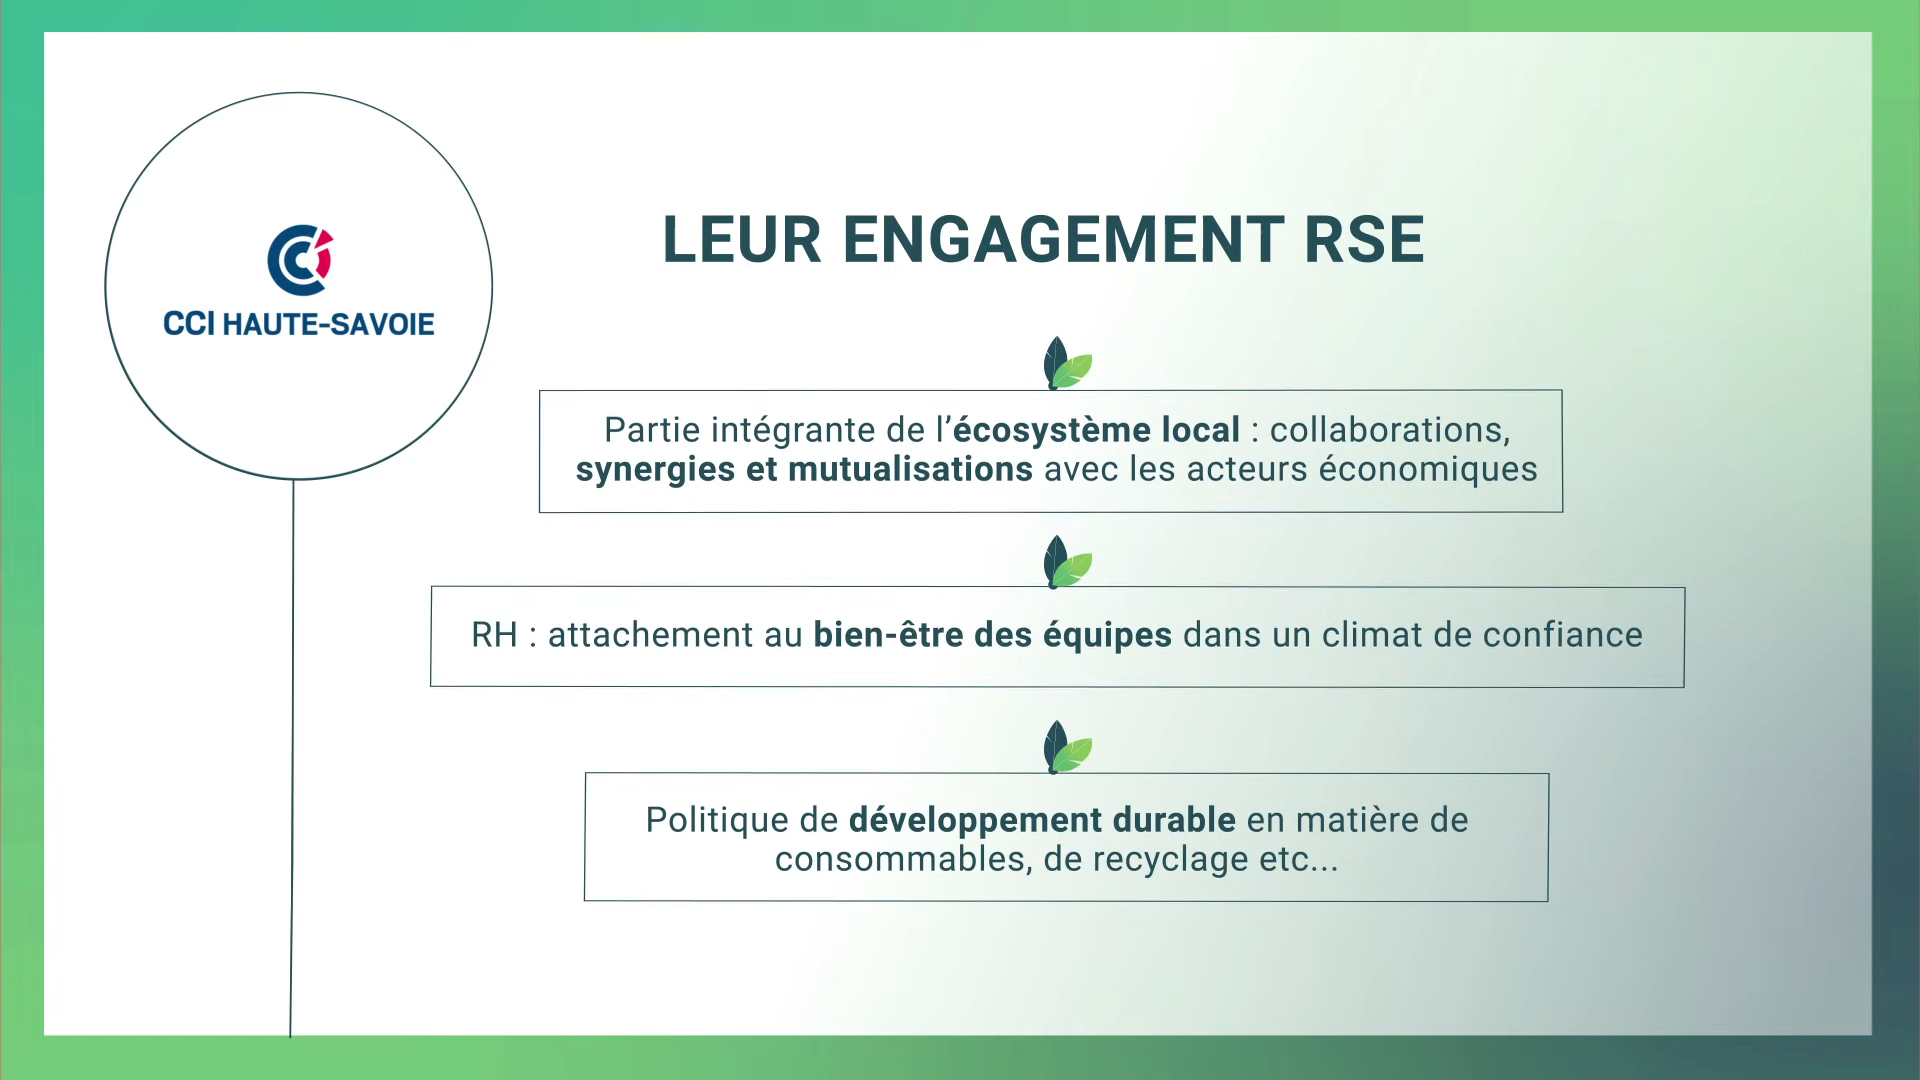 CCI HAUTE-SAVOIE
LEUR ENGAGEMENT RSE
Partie intégrante de l’écosystème local : collaborations,
synergies et mutualisations avec les acteurs économiques
RH : attachement au bien-être des équipes dans un climat de confiance
Politique de développement durable en matière de
consommables, de recyclage etc...